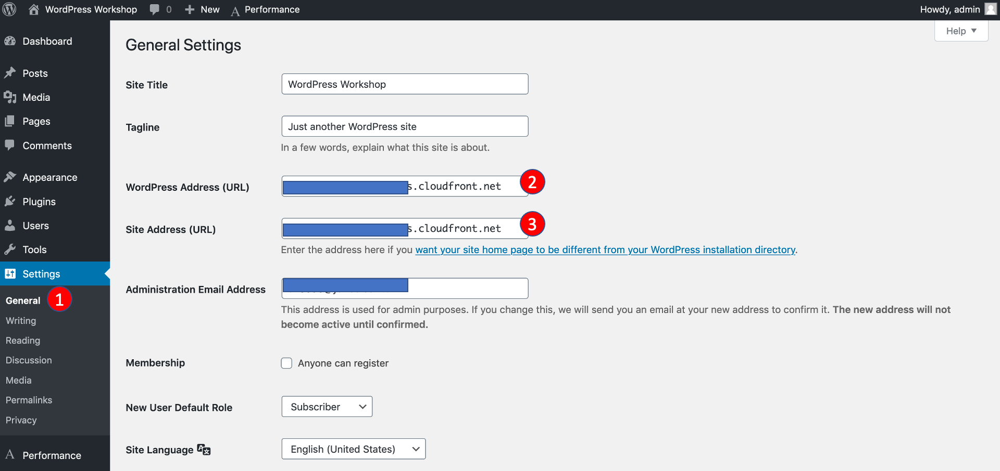 WordPress Workshop 0 New Performance Howdy, admin
Help
Dashboard
Posts
Media
Pages
Comments
Appearance
Plugins
Users
Tools
Settings
General 1
Writing
Reading
Discussion
Media
Permalinks
Privacy
Performance
General Settings
Site Title WordPress Workshop
Tagline Just another WordPress site
In a few words, explain what this site is about.
WordPress Address (URL) s.cloudfront.net 2
Site Address (URL) s.cloudfront.net 3
Enter the address here if you want your site home page to be different from your WordPress installation directory.
Administration Email Address
This address is used for admin purposes. If you change this, we will send you an email at your new address to confirm it. The new address will not
become active until confirmed.
Membership Anyone can register
New User Default Role Subscriber
Site Language English (United States)